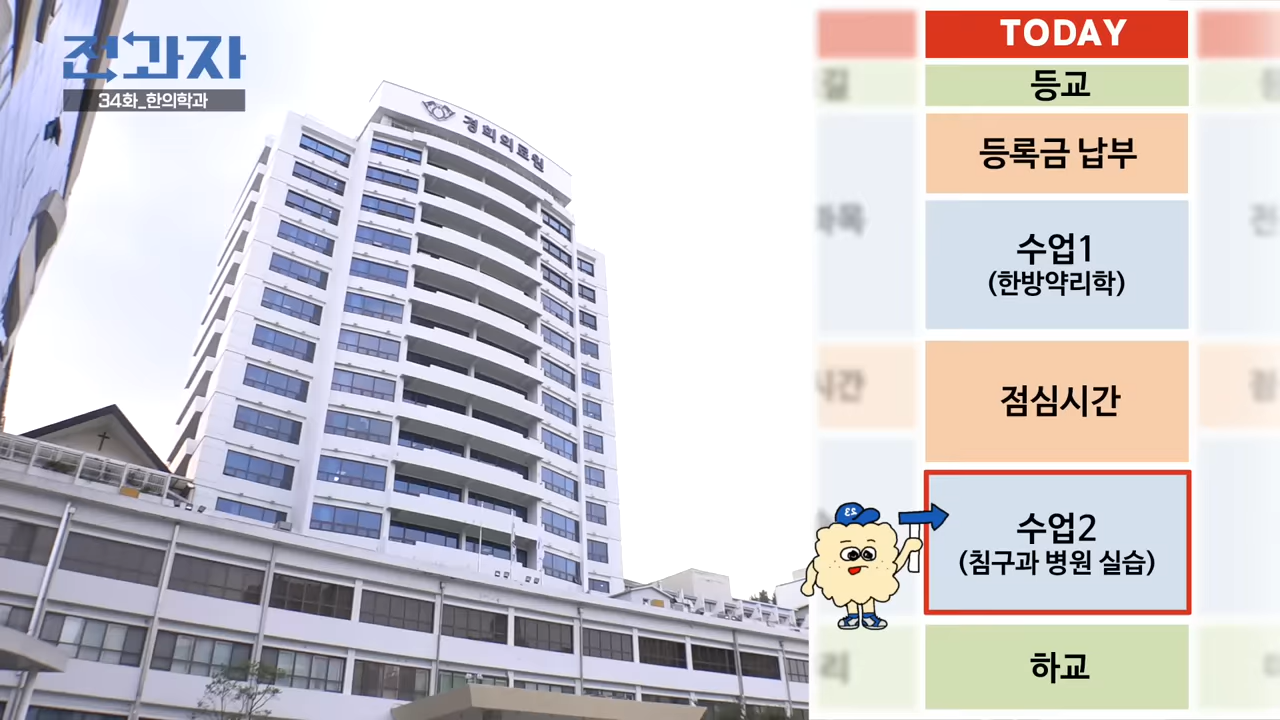 전과자
34화_한의학과
경희의료원
TODAY
등교
등록금 납부
수업1
(한방약리학)
점심시간
수업2
(침구과 병원 실습)
하교
23